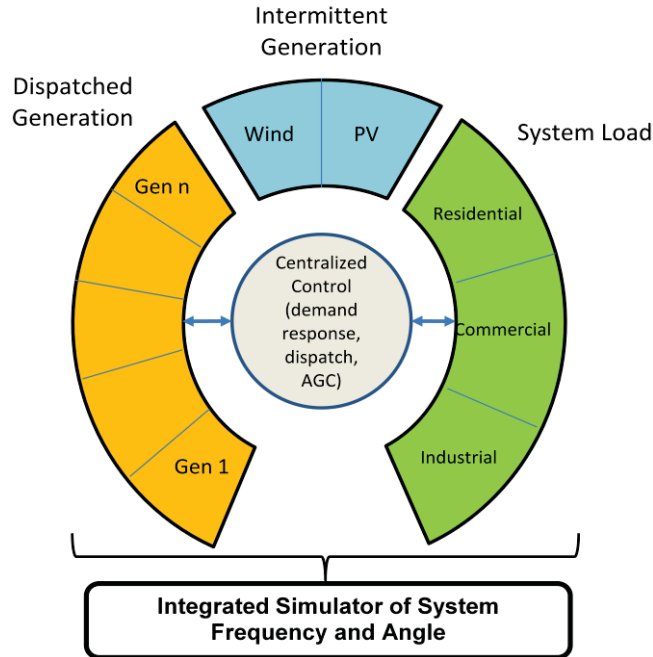 Intermittent
Generation
Dispatched
Generation
System Load
Wind
PV
Gen n
Residential
Centralized
Control
(demand
response,
dispatch,
AGC)
Commercial
Gen 1
Industrial
Integrated Simulator of System
Frequency and Angle